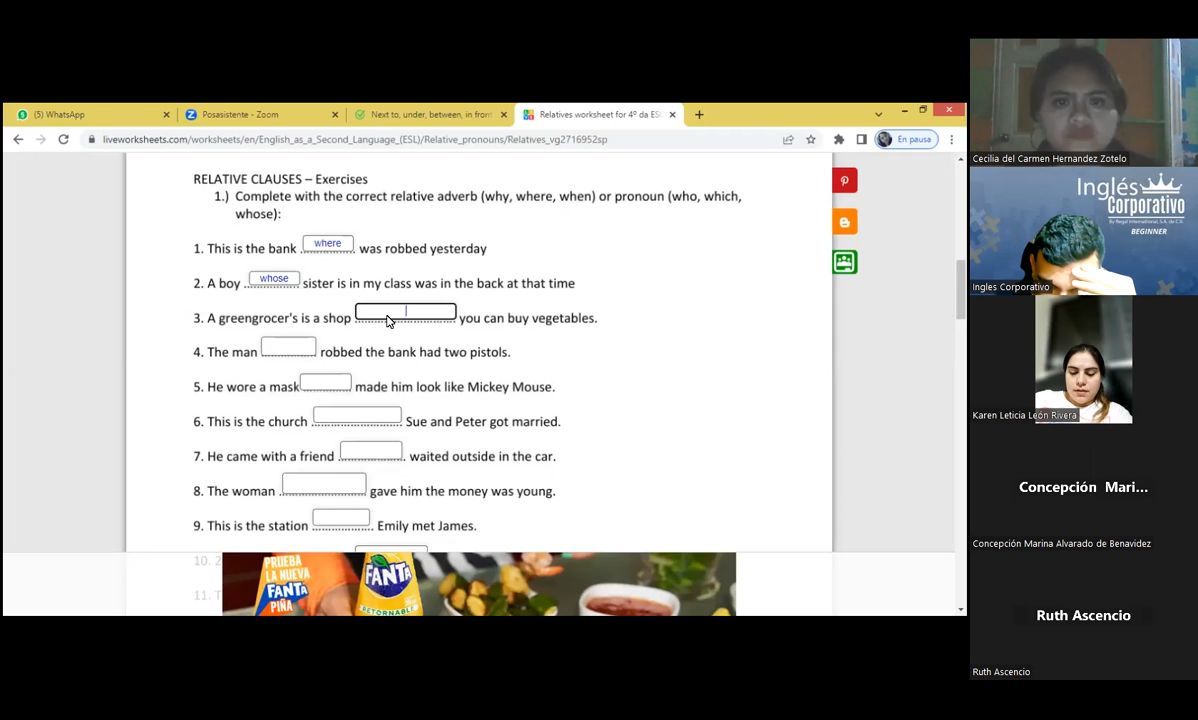 (5) WhatsApp
Posasistente - Zoom
Next to, under, between, in fron
Relatives worksheet for 4º da ESO
liveworksheets.com/worksheets/en/English_as_a_Second_Language_(ESL)/Relative_pronouns/Relatives_vg2716952sp
En pausa
RELATIVE CLAUSES – Exercises
1.) Complete with the correct relative adverb (why, where, when) or pronoun (who, which,
whose):
1. This is the bank where was robbed yesterday
2. A boy whose sister is in my class was in the back at that time
3. A greengrocer's is a shop you can buy vegetables.
4. The man robbed the bank had two pistols.
5. He wore a mask made him look like Mickey Mouse.
6. This is the church Sue and Peter got married.
7. He came with a friend waited outside in the car.
8. The woman gave him the money was young.
9. This is the station Emily met James.
10. 2
11. T
PRUEBA
LA NUEVA
FANTA
PIÑA
FANTA
RETORNABLE
Cecilia del Carmen Hernandez Zotelo
Inglés
Corporativo
By Regal International, S.A. de C.V.
BEGINNER
Ingles Corporativo
Karen Leticia León Rivera
Concepción Mari...
Concepción Marina Alvarado de Benavidez
Ruth Ascencio
Ruth Ascencio